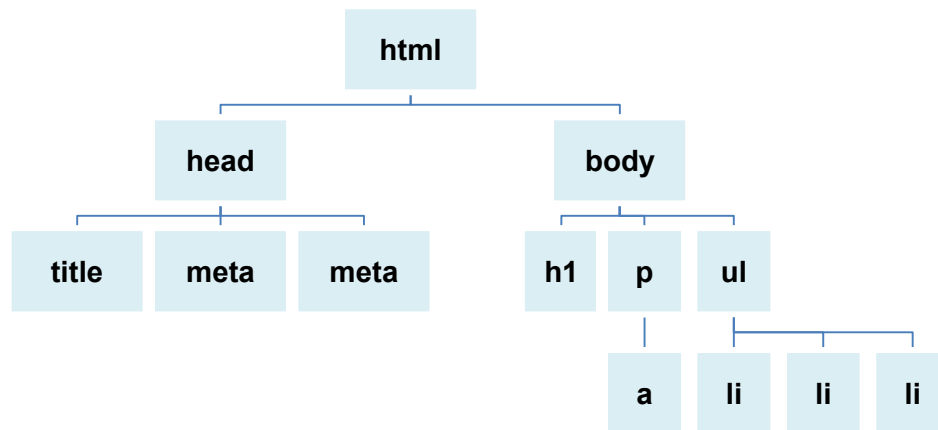 html
head body
title meta meta h1 p ul
a li li li